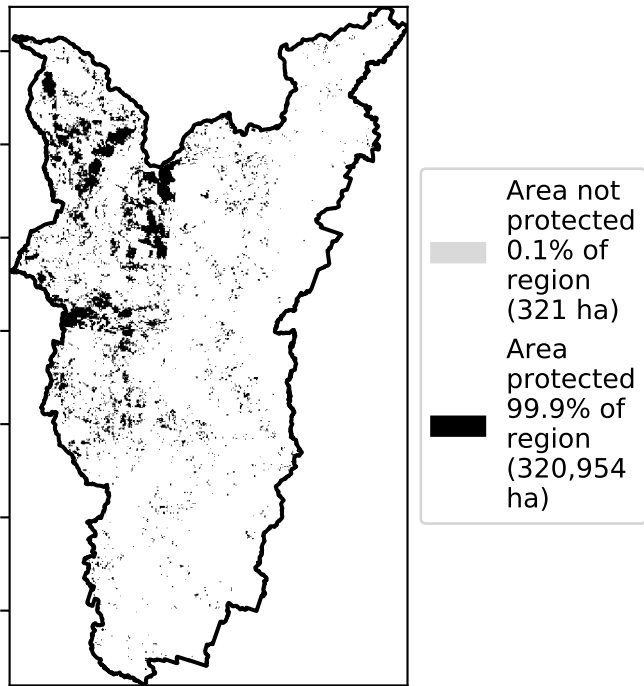 Area not
protected
0.1% of
region
(321 ha)
Area
protected
99.9% of
region
(320,954
ha)